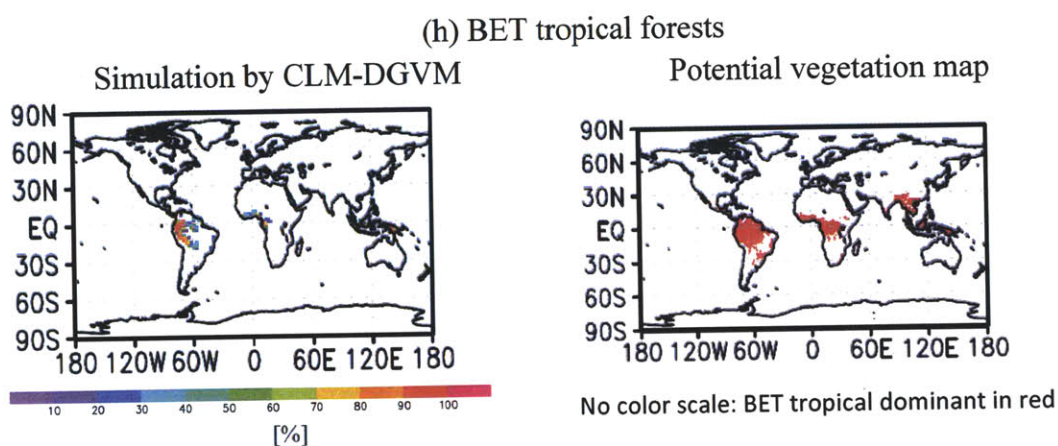 (h) BET tropical forests
Simulation by CLM-DGVM
Potential vegetation map
90N
60N
30N
EQ
30S
60S
90S
180 120W 60W 0 60E 120E 180
10 20 30 40 50 60 70 80 90 100
[%]
90N
60N
30N
EQ
30S
60S
90S
180 120W 60W 0 60E 120E 180
No color scale: BET tropical dominant in red